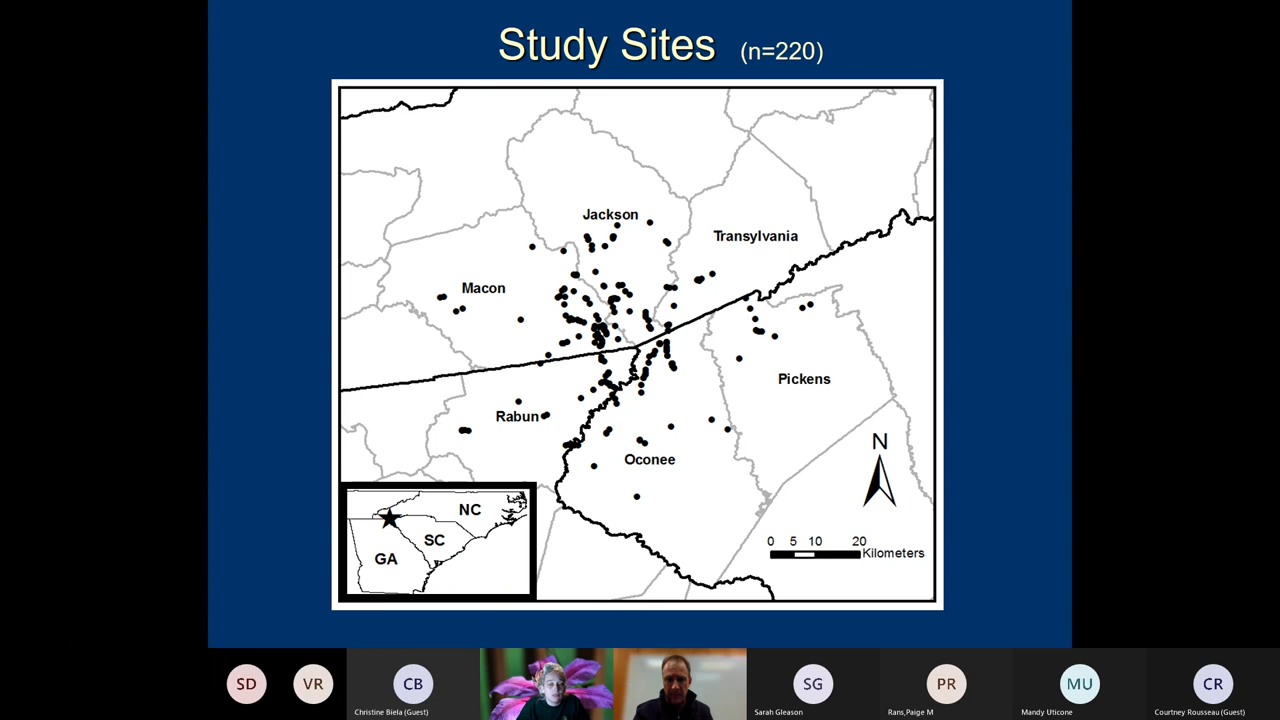 Study Sites (n=220)
Jackson
Transylvania
Macon
Pickens
Rabun
Oconee
N
0 5 10 20
Kilometers
NC
SC
GA
SD
VR
CB
SG
PR
MU
CR
Christine Biela (Guest)
Sarah Gleason
Rans,Paige M
Mandy Uticone
Courtney Rousseau (Guest)